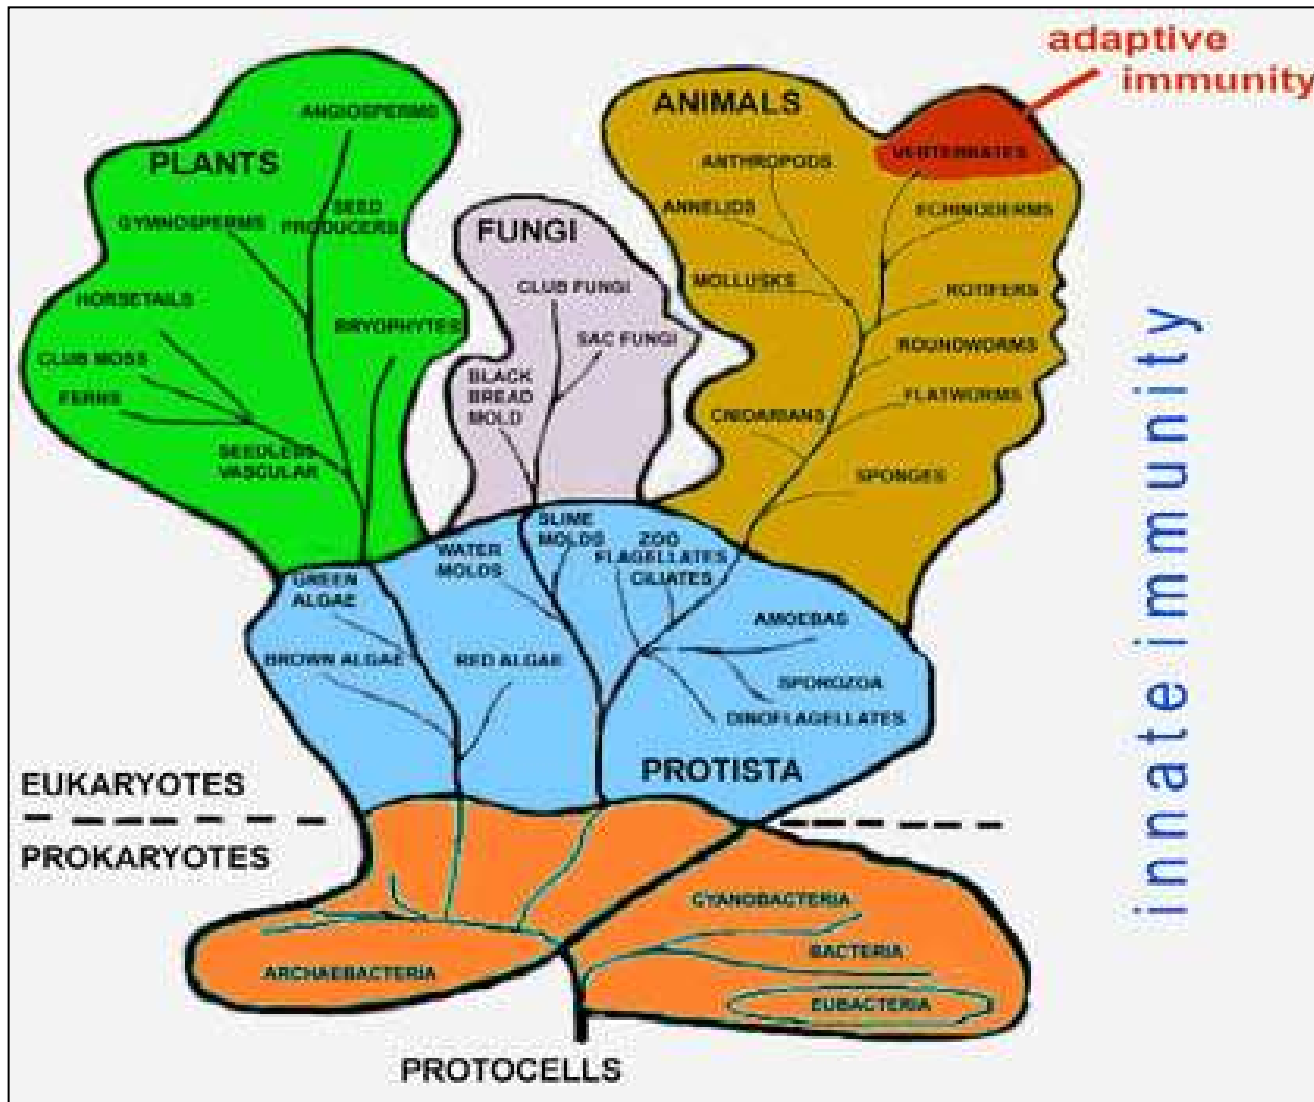 adaptive
immunity
ANIMALS
ANGIOSPERMO
PLANTS
ANTHROPODS
VERTEBRATES
SEED
PRODUCERS
GYMNOSPERMS
ANNELIDS
ECHINODERMS
FUNGI
MOLLUSKS
ROTIFERS
HORSETAILS
CLUB FUNGI
BRYOPHYTES
SAC FUNGI
ROUNDWORMS
CLUB MOSS
BLACK
BREAD
MOLD
FERNS
FLATWORMS
CNIDARIANS
SEEDLESS
VASCULAR
SPONGES
SLIME
MOLDS
ZOO
FLAGELLATES
CILIATES
WATER
MOLDS
GREEN
ALGAE
AMOEBAS
BROWN ALGAE
RED ALGAE
SPOROZOA
DINOFLAGELLATES
PROTISTA
EUKARYOTES
PROKARYOTES
CYANOBACTERIA
BACTERIA
ARCHAEBACTERIA
EUBACTERIA
PROTOCELLS
innate immunity